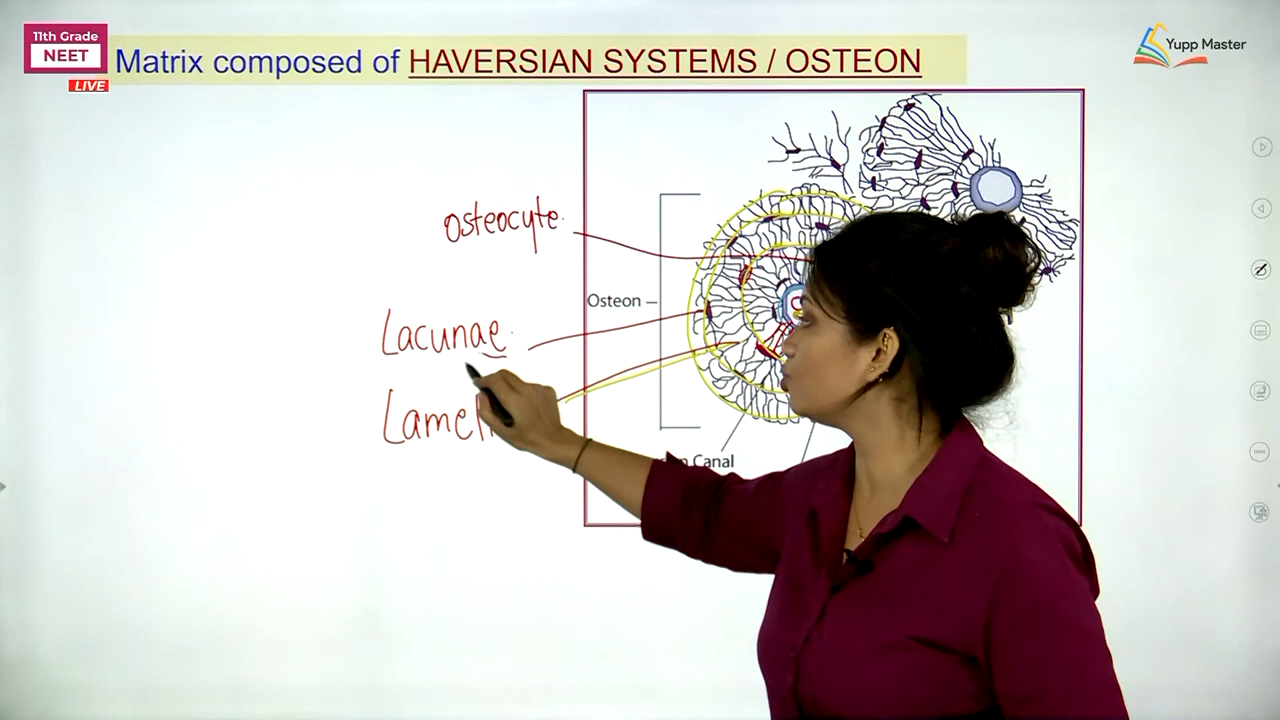 11th Grade
NEET
LIVE
Matrix composed of HAVERSIAN SYSTEMS / OSTEON
Yupp Master
Osteocyte.
Osteon
Lacunae.
Canal